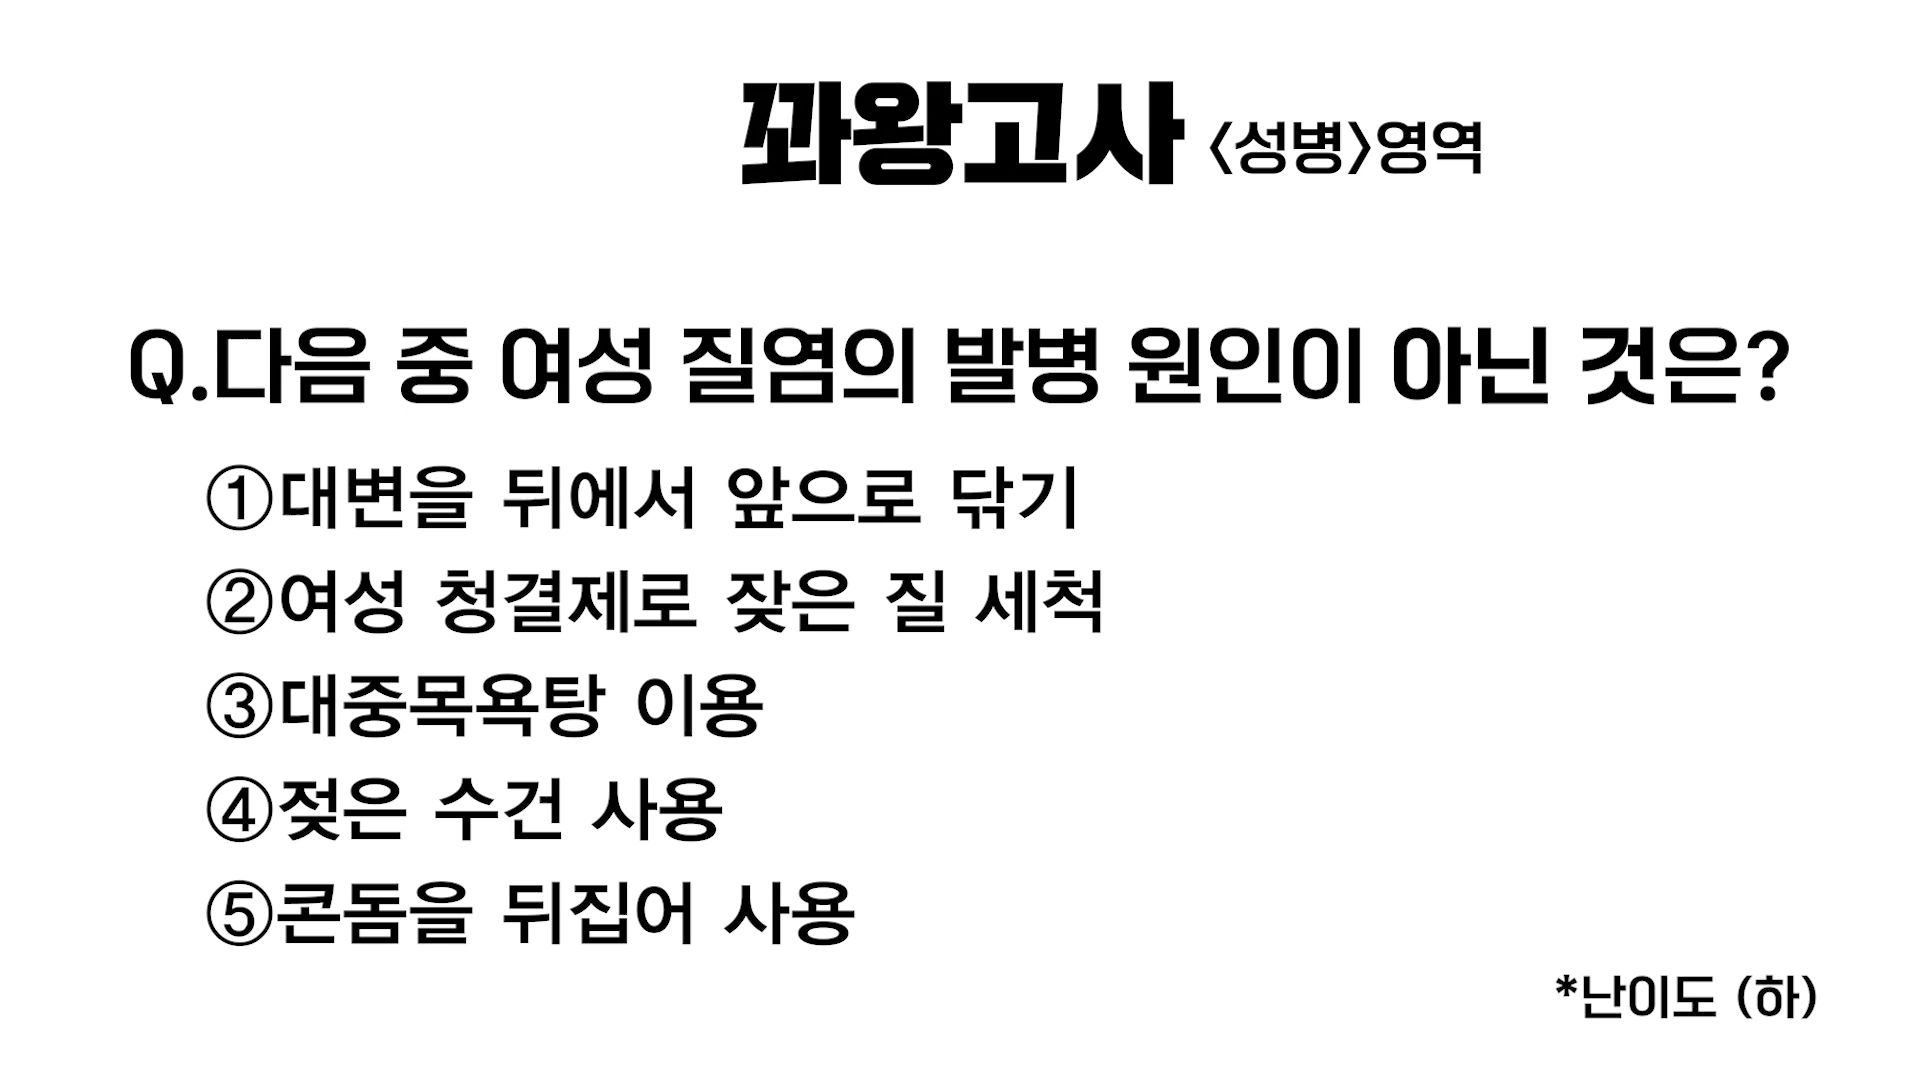 꽈왕고사 <성병>영역
Q.다음 중 여성 질염의 발병 원인이 아닌 것은?
①대변을 뒤에서 앞으로 닦기
②여성 청결제로 잦은 질 세척
③대중목욕탕 이용
④젖은 수건 사용
⑤콘돔을 뒤집어 사용
*난이도 (하)